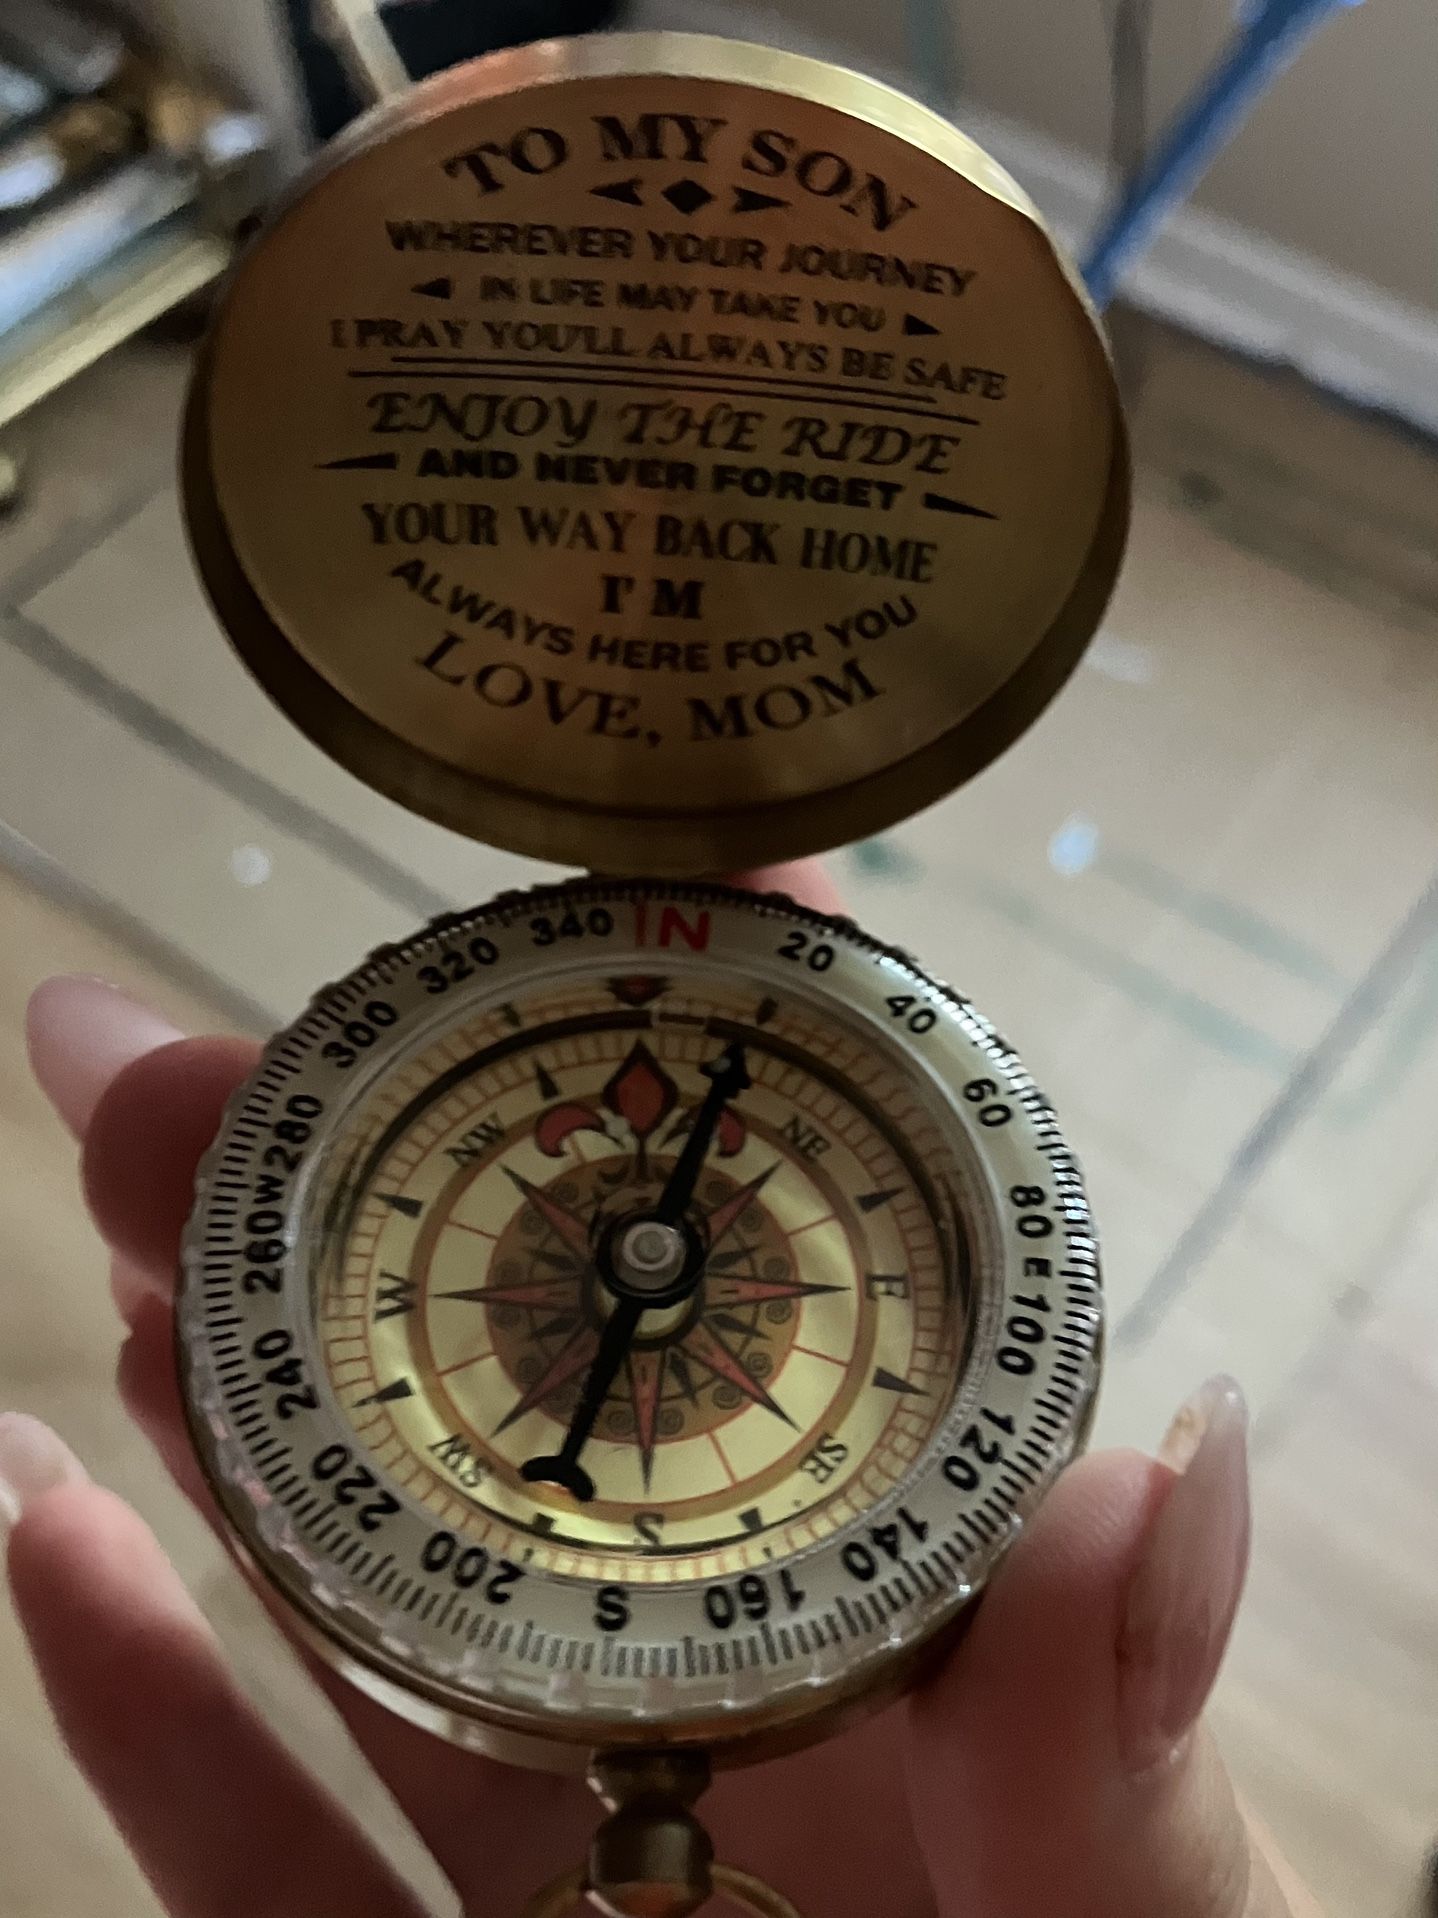 TO MY SON
WHEREVER YOUR JOURNEY
IN LIFE MAY TAKE YOU
I PRAY YOU'LL ALWAYS BE SAFE
ENJOY THE RIDE
AND NEVER FORGET
YOUR WAY BACK HOME
I'M
ALWAYS HERE FOR YOU
LOVE, MOM
N 20 40 60 80 E 100 120 140 160 S 200 220 240 260 W 280 300 320 340
NE E SE S SW W NW